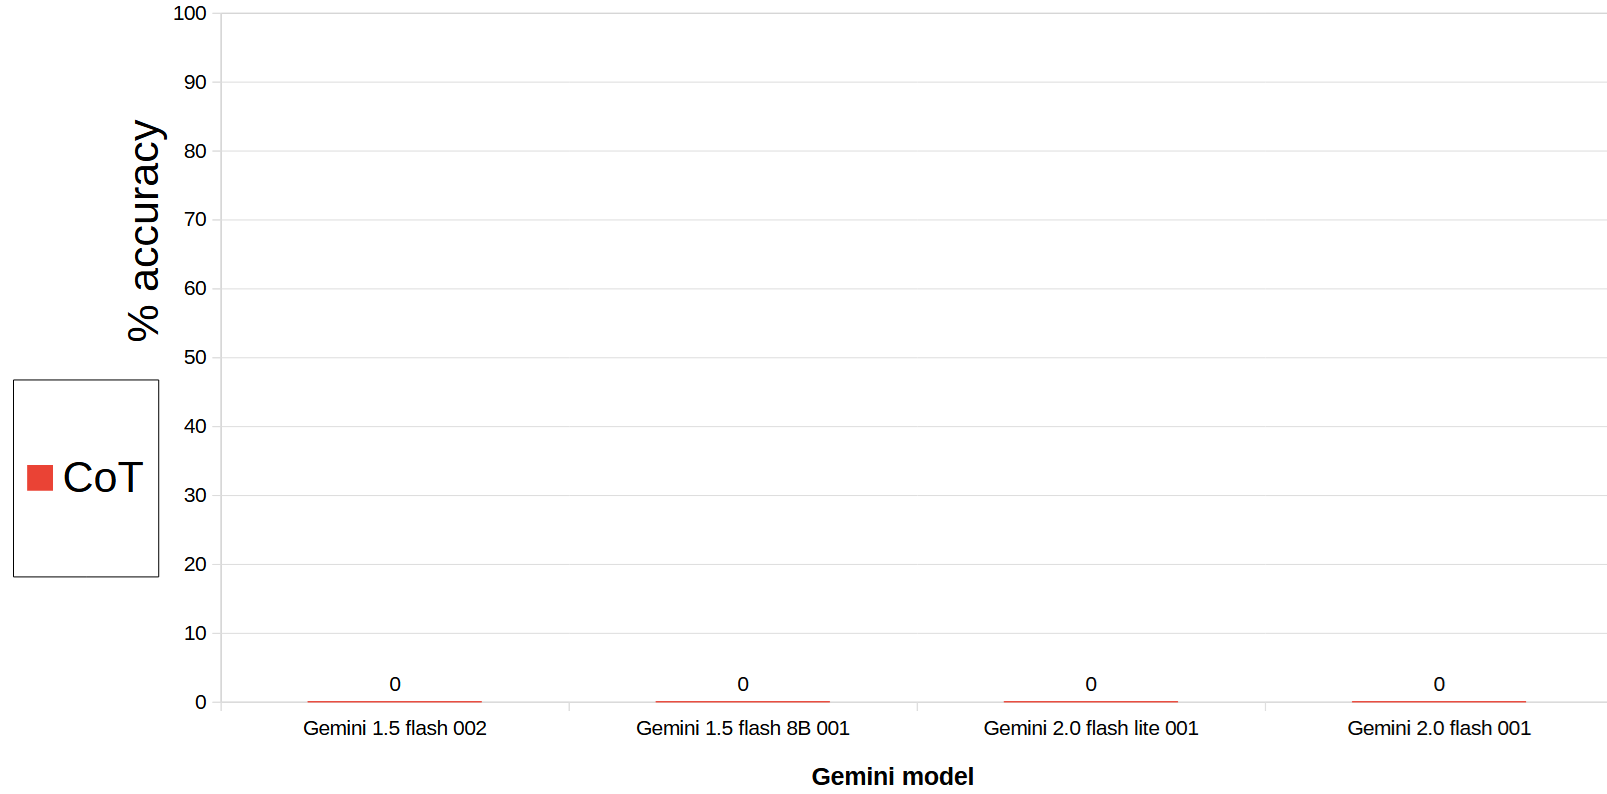 % accuracy
100
90
80
70
60
50
40
30
20
10
0
CoT
0
0
0
0
Gemini 1.5 flash 002
Gemini 1.5 flash 8B 001
Gemini 2.0 flash lite 001
Gemini 2.0 flash 001
Gemini model